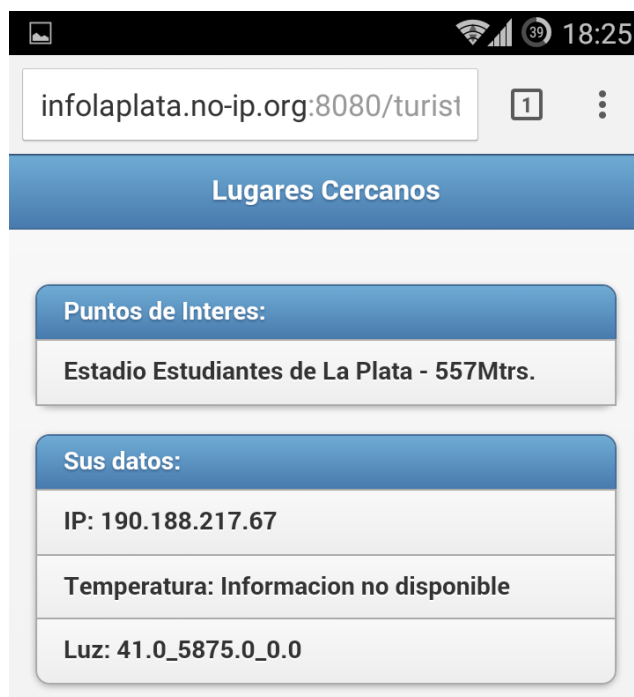 39 18:25
infolaplata.no-ip.org:8080/turist
1
Lugares Cercanos
Puntos de Interes:
Estadio Estudiantes de La Plata - 557Mtrs.
Sus datos:
IP: 190.188.217.67
Temperatura: Informacion no disponible
Luz: 41.0_5875.0_0.0